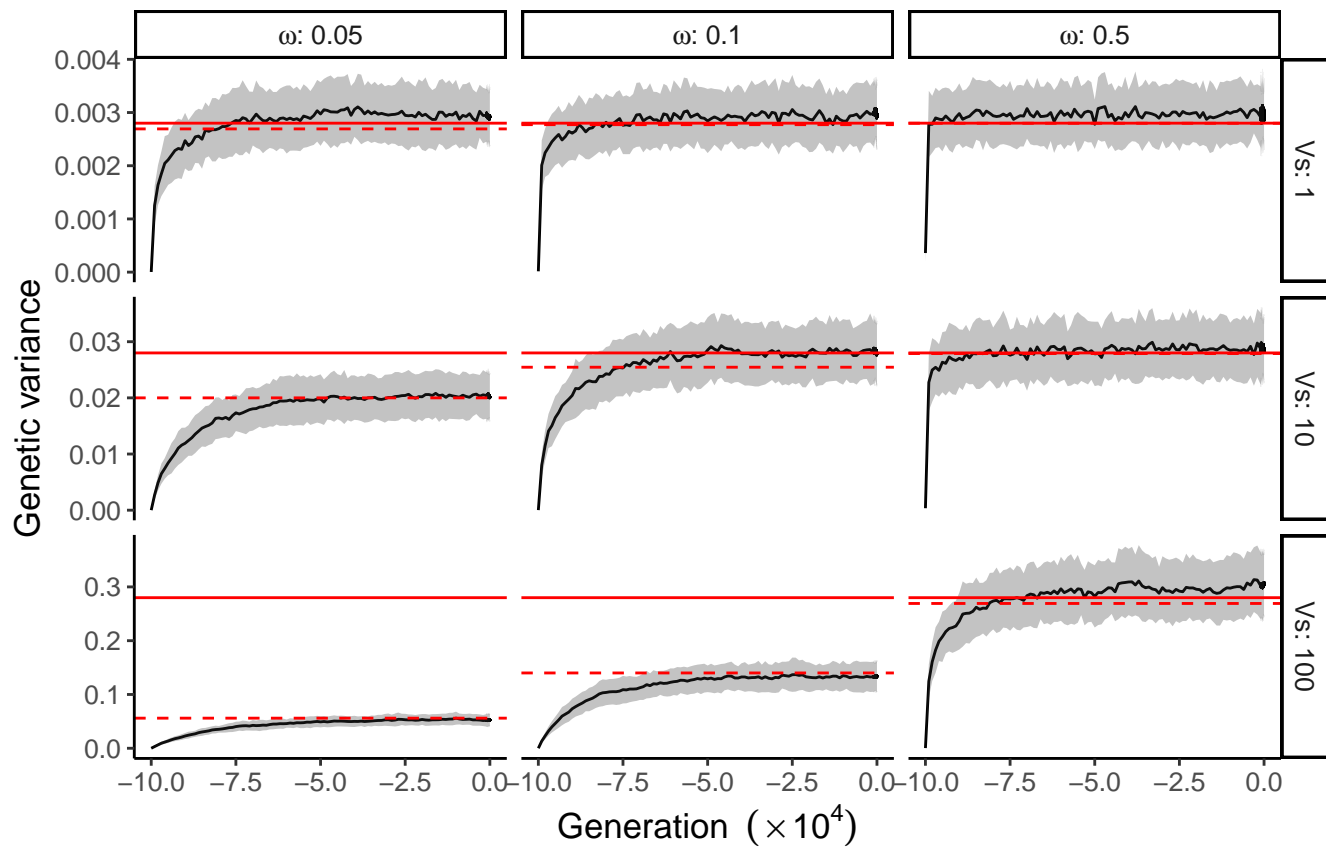 ω: 0.05
ω: 0.1
ω: 0.5
0.004
0.003
0.002
0.001
0.000
Vs: 1
0.03
0.02
0.01
0.00
Vs: 10
0.3
0.2
0.1
0.0
Vs: 100
Genetic variance
−10.0 −7.5 −5.0 −2.5 0.0
−10.0 −7.5 −5.0 −2.5 0.0
−10.0 −7.5 −5.0 −2.5 0.0
Generation (×10⁴)